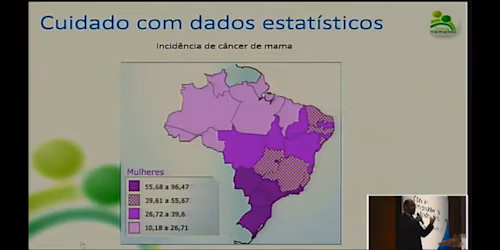 Cuidado com dados estatísticos
Incidência de câncer de mama
Mulheres
55,68 a 96,47
39,61 a 55,67
26,72 a 39,6
10,18 a 26,71